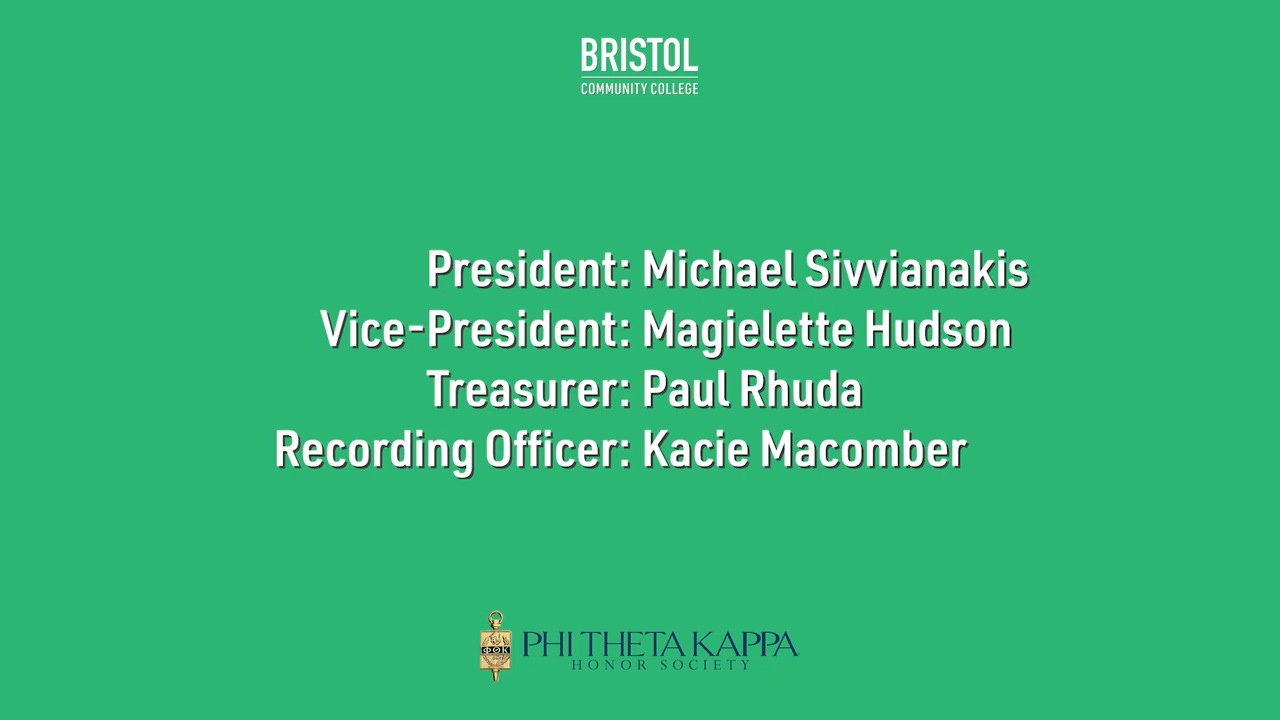 BRISTOL
COMMUNITY COLLEGE
President: Michael Sivvianakis
Vice-President: Magielette Hudson
Treasurer: Paul Rhuda
Recording Officer: Kacie Macomber
ΦΘΚ
PHI THETA KAPPA
HONOR SOCIETY